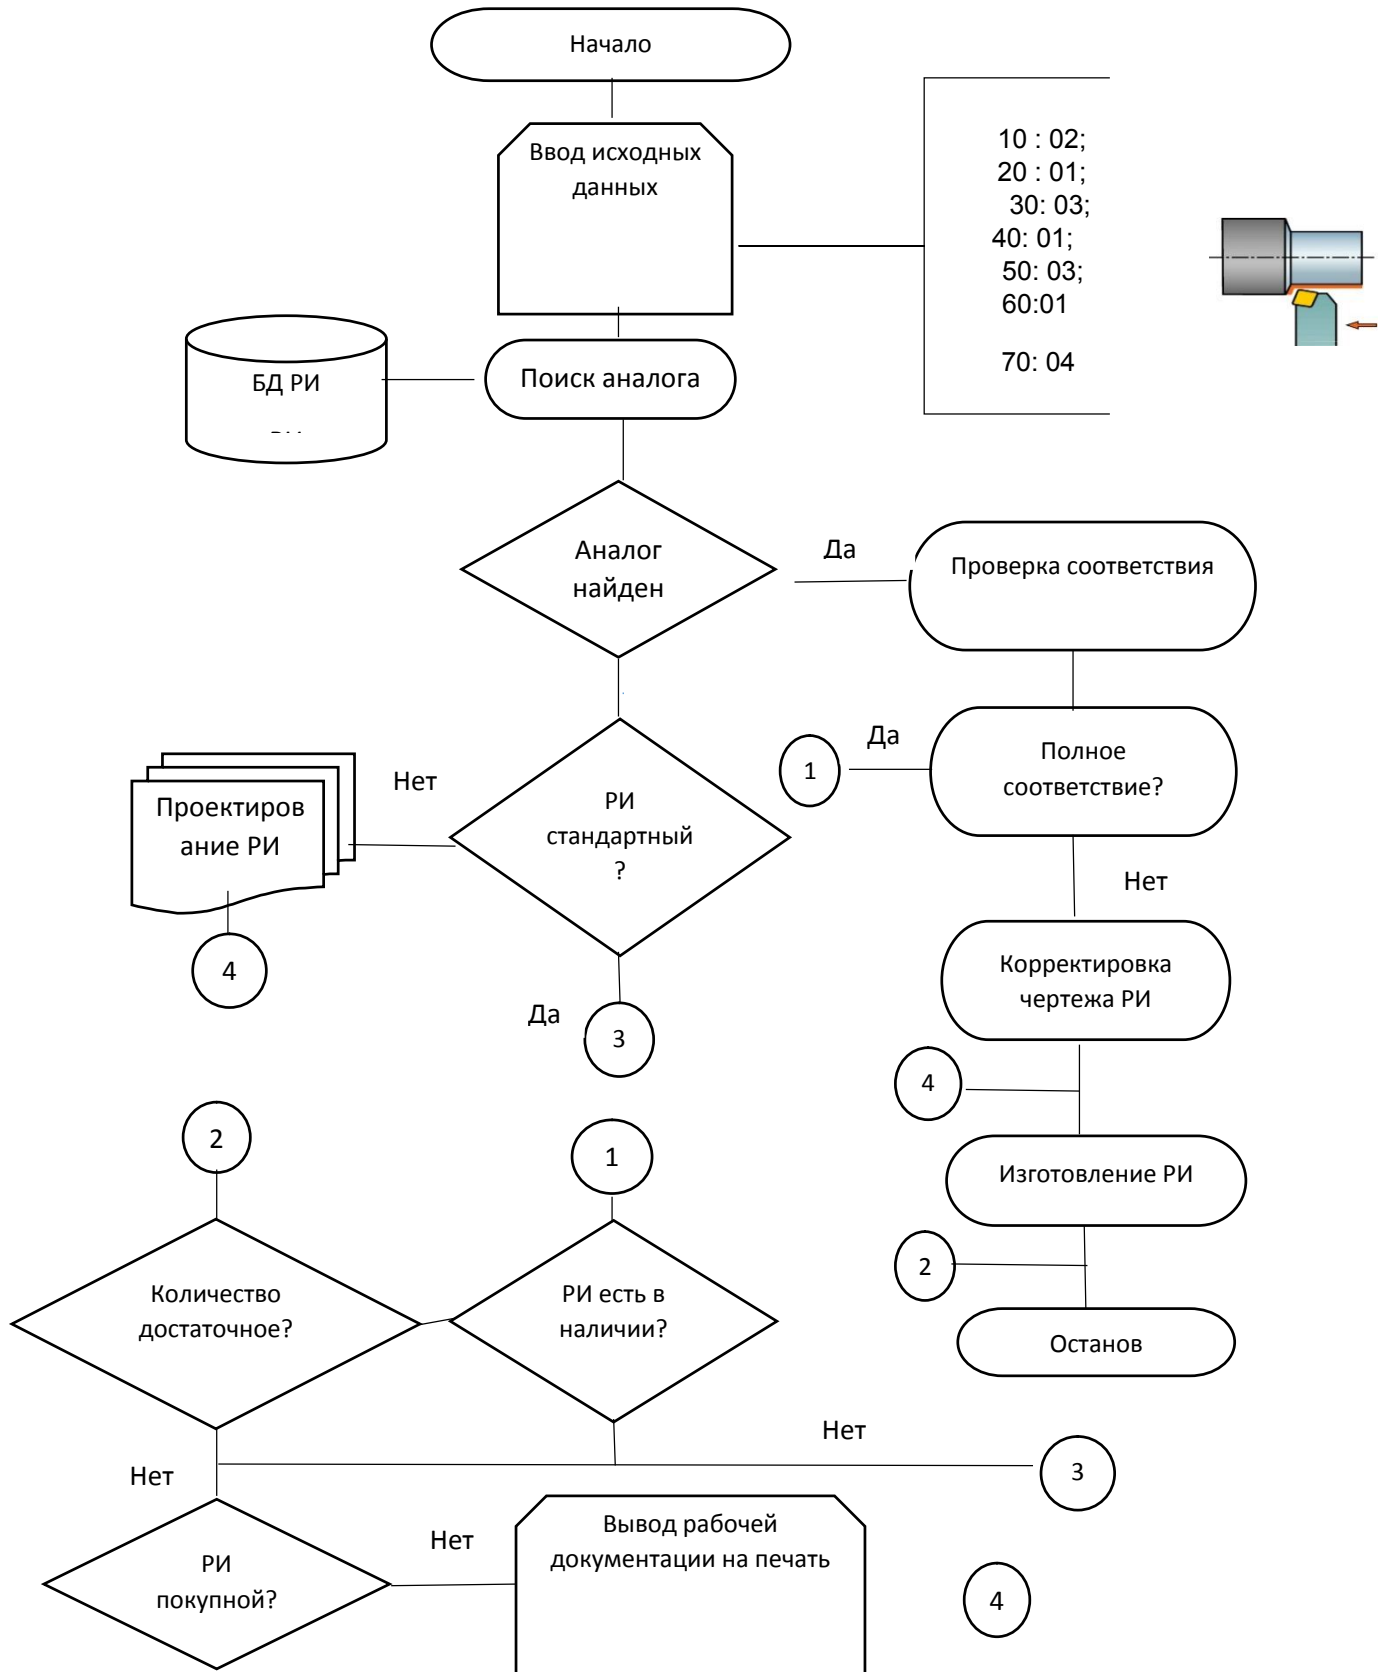 Начало
Ввод исходных
данных
10 : 02;
20 : 01;
30: 03;
40: 01;
50: 03;
60:01
70: 04
БД РИ
Поиск аналога
Аналог
найден
Да
Проверка соответствия
Да
1
Полное
соответствие?
Нет
Проектиров
ание РИ
РИ
стандартный
?
Нет
4
Да
3
Корректировка
чертежа РИ
4
2
1
Изготовление РИ
2
Количество
достаточное?
РИ есть в
наличии?
Останов
Нет
3
Нет
РИ
покупной?
Нет
Вывод рабочей
документации на печать
4